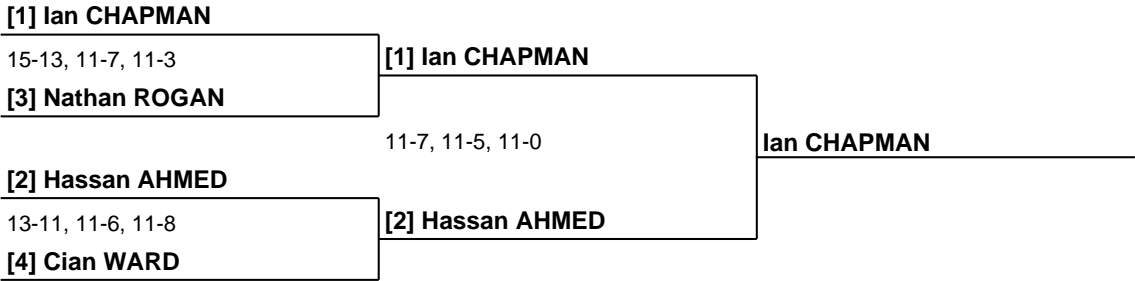 [1] Ian CHAPMAN
15-13, 11-7, 11-3
[1] Ian CHAPMAN
[3] Nathan ROGAN
11-7, 11-5, 11-0
Ian CHAPMAN
[2] Hassan AHMED
13-11, 11-6, 11-8
[2] Hassan AHMED
[4] Cian WARD